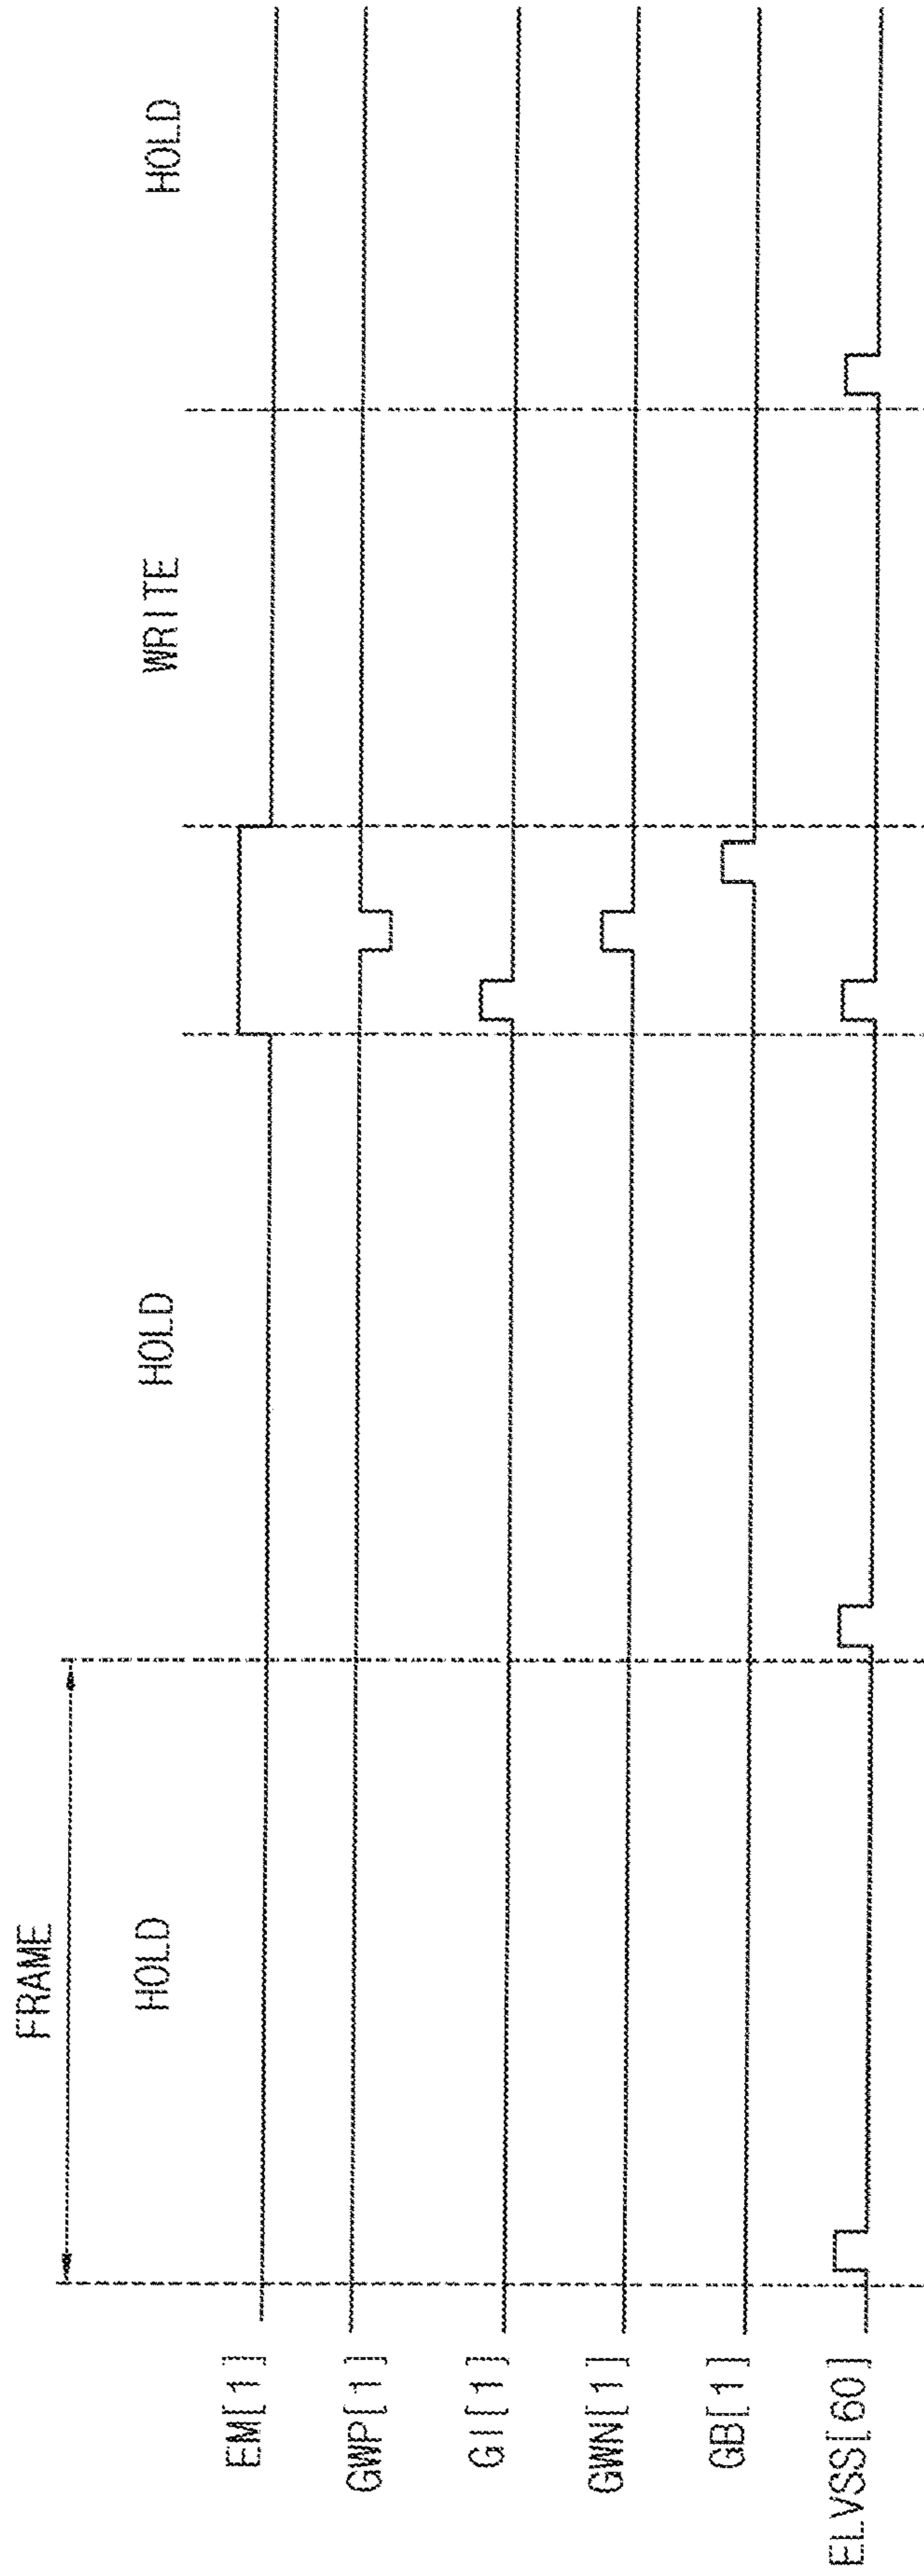 FRAME
HOLD HOLD WRITE HOLD
EM[1]
GWP[1]
GI[1]
GWN[1]
GB[1]
ELVSS[60]